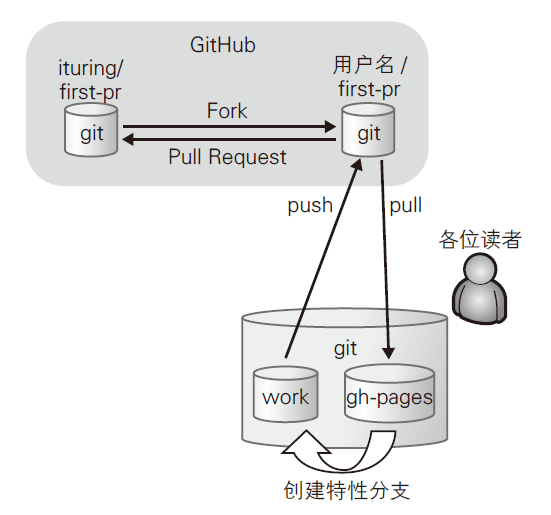 GitHub
ituring/
first-pr
用户名 /
first-pr
git
Fork
git
Pull Request
push
pull
各位读者
git
work
gh-pages
创建特性分支